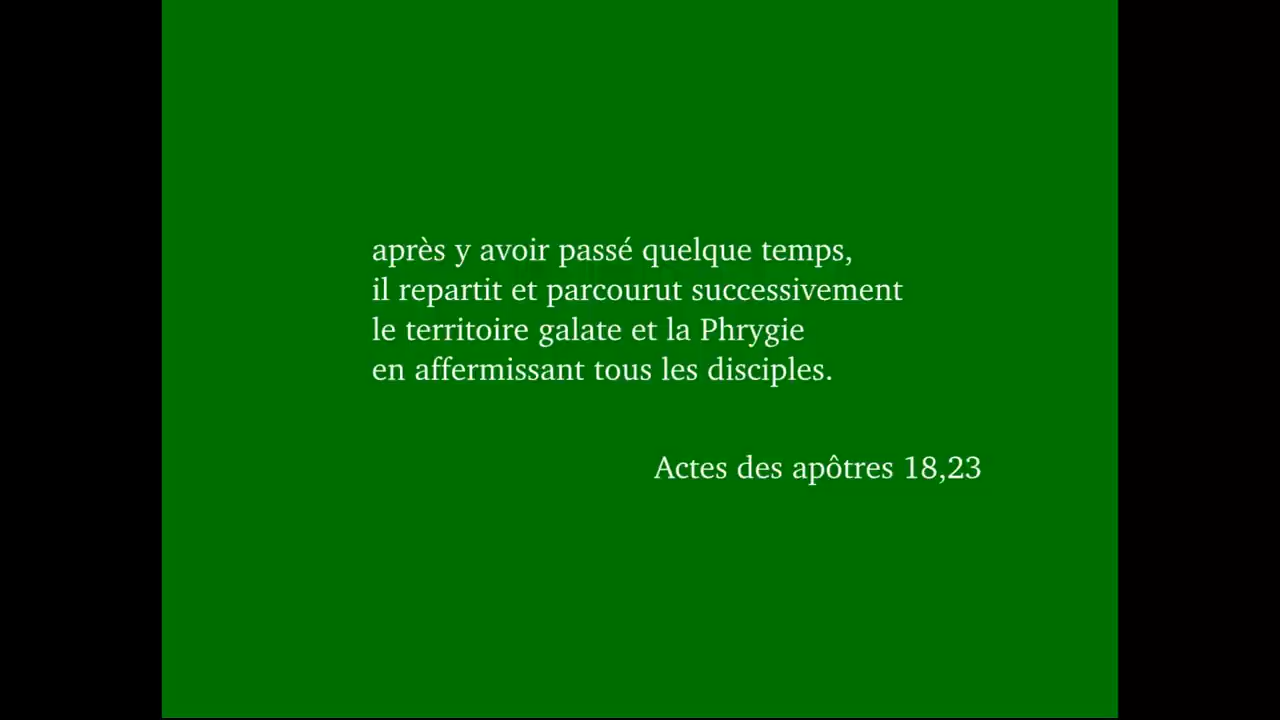 après y avoir passé quelque temps,
il repartit et parcourut successivement
le territoire galate et la Phrygie
en affermissant tous les disciples.
Actes des apôtres 18,23